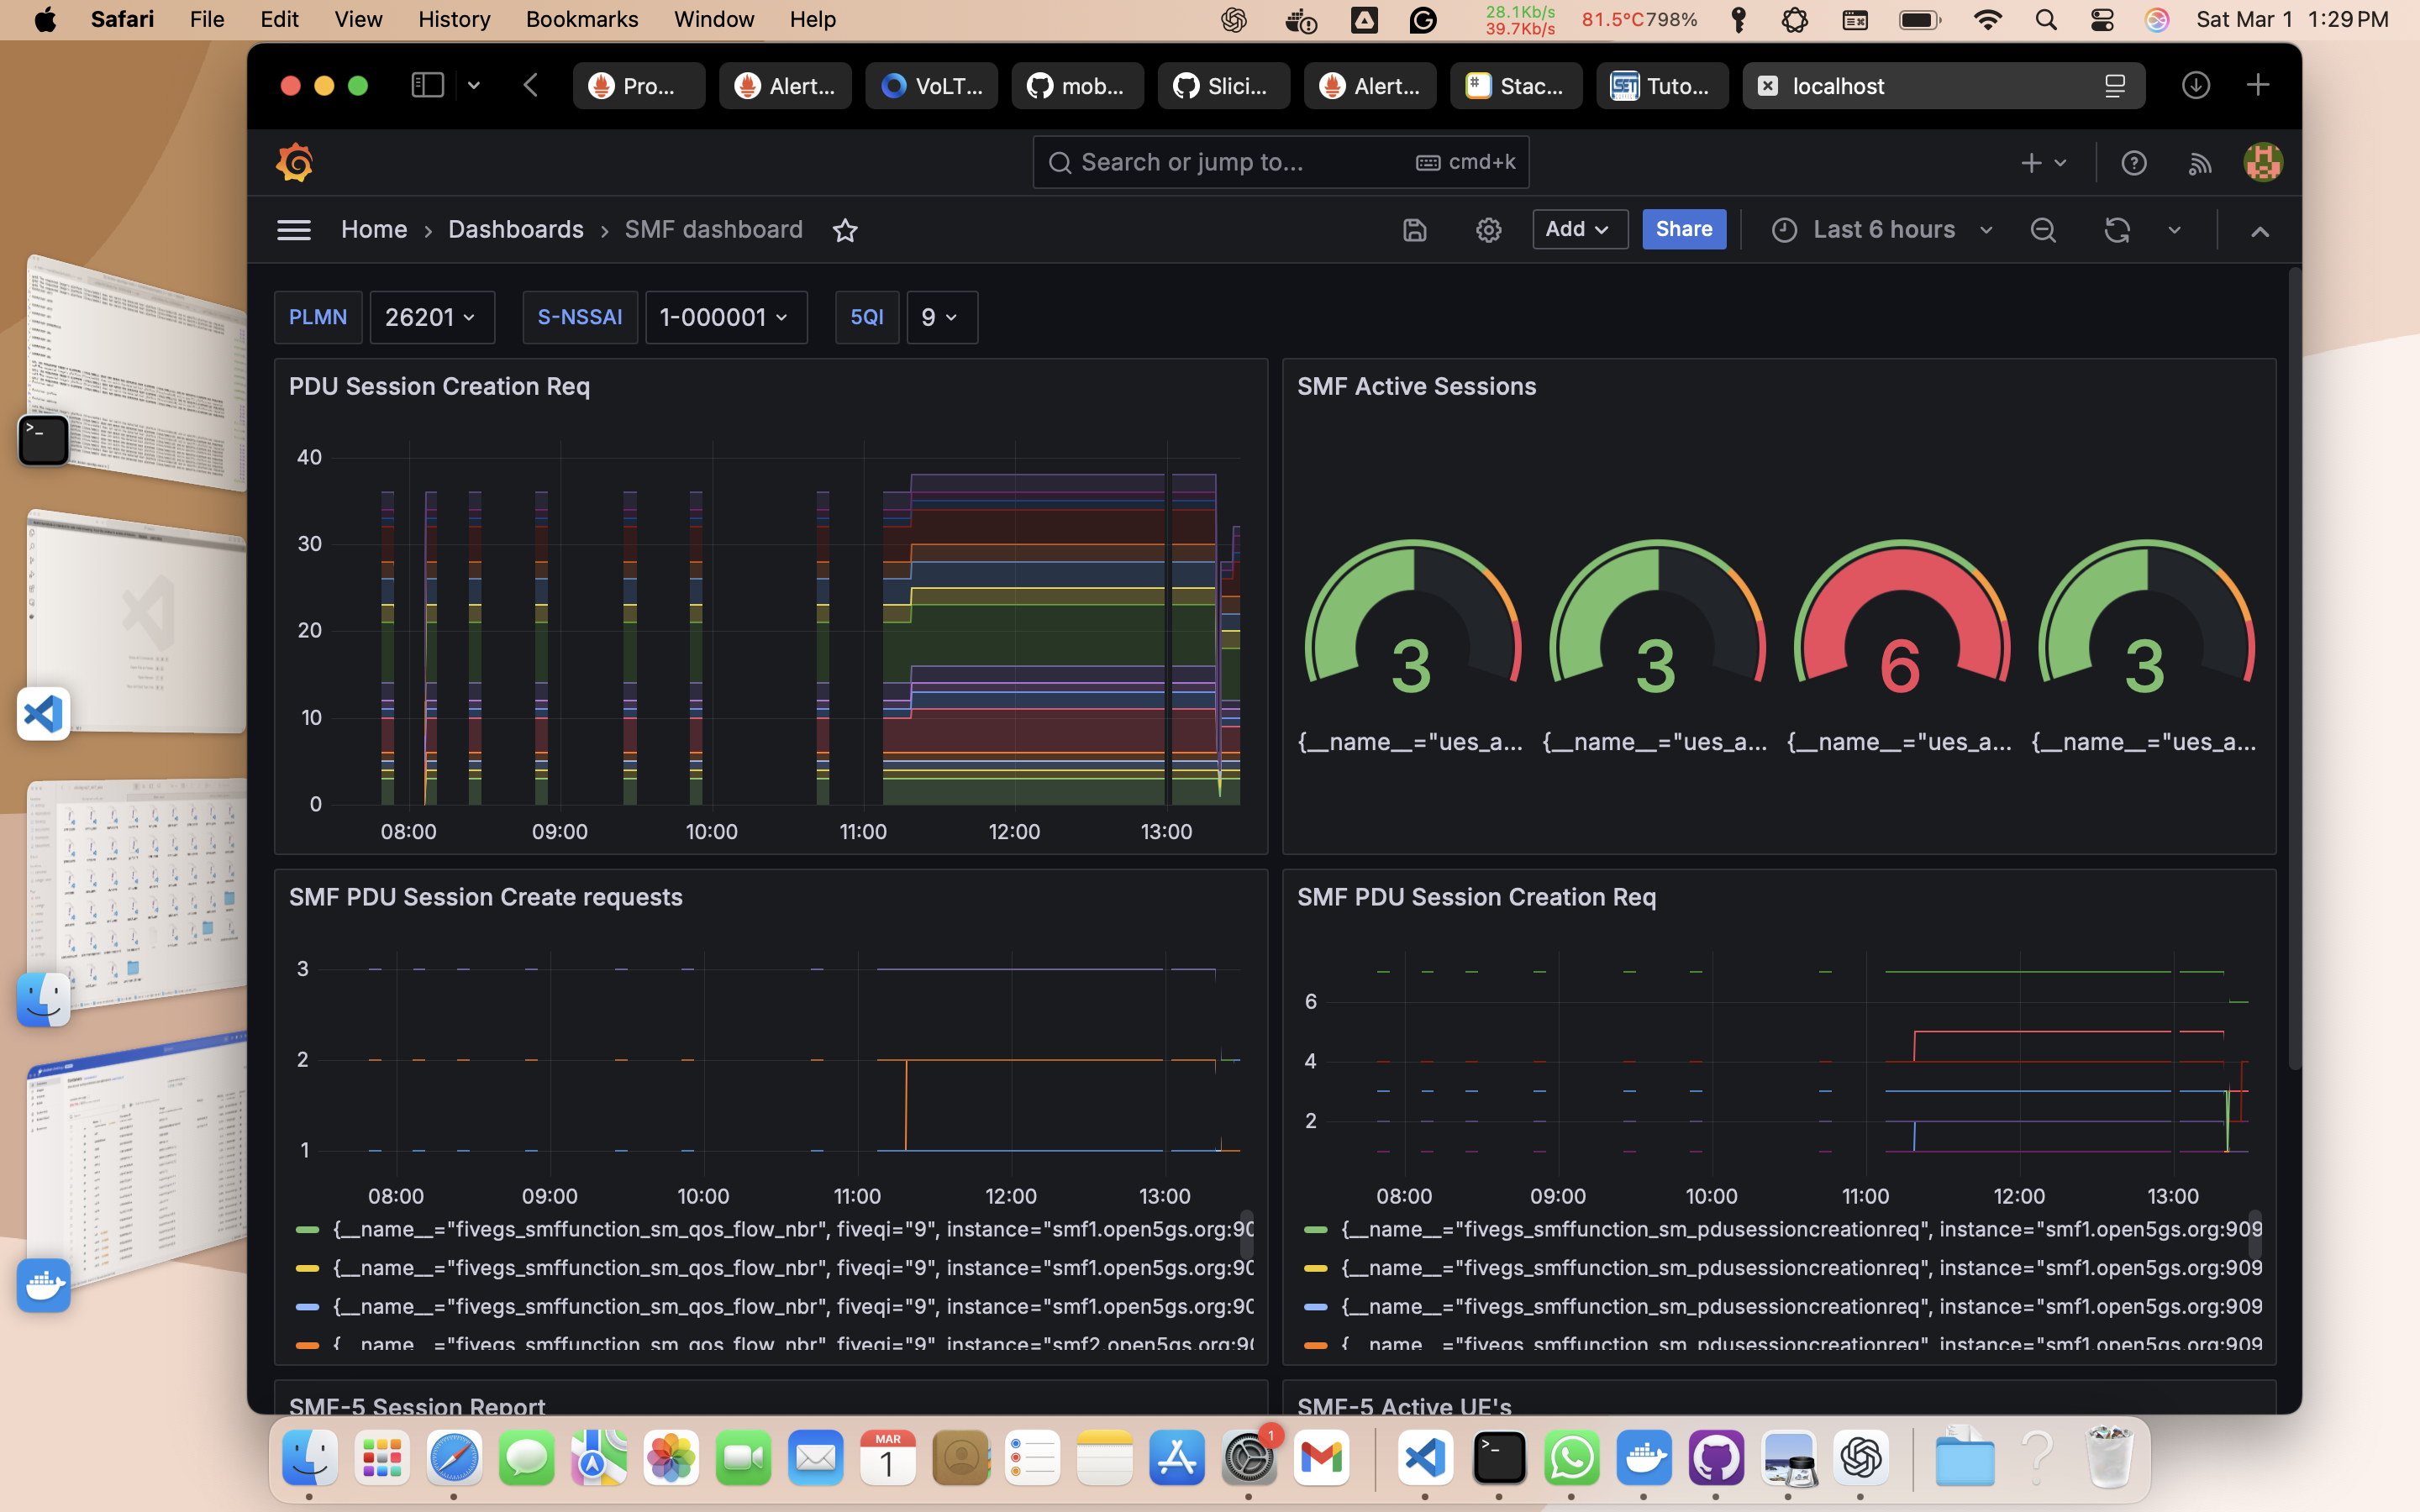 Safari File Edit View History Bookmarks Window Help 28.1Kb/s 39.7Kb/s 81.5°C 798% Sat Mar 1 1:29 PM
Pro... Alert... VoLT... mob... Slici... Alert... Stac... Tuto... localhost
Search or jump to... cmd+k
Home › Dashboards › SMF dashboard Add Share Last 6 hours
PLMN 26201 S-NSSAI 1-000001 5QI 9
PDU Session Creation Req
40
30
20
10
0
08:00 09:00 10:00 11:00 12:00 13:00
SMF Active Sessions
3 3 6 3
{__name__="ues_a... {__name__="ues_a... {__name__="ues_a... {__name__="ues_a...
SMF PDU Session Create requests
3
2
1
08:00 09:00 10:00 11:00 12:00 13:00
{__name__="fivegs_smffunction_sm_qos_flow_nbr", fiveqi="9", instance="smf1.open5gs.org:90
{__name__="fivegs_smffunction_sm_qos_flow_nbr", fiveqi="9", instance="smf1.open5gs.org:90
{__name__="fivegs_smffunction_sm_qos_flow_nbr", fiveqi="9", instance="smf1.open5gs.org:90
{__name__="fivegs_smffunction_sm_qos_flow_nbr", fiveqi="9", instance="smf2.open5gs.org:90
SMF PDU Session Creation Req
6
4
2
08:00 09:00 10:00 11:00 12:00 13:00
{__name__="fivegs_smffunction_sm_pdusessioncreationreq", instance="smf1.open5gs.org:909
{__name__="fivegs_smffunction_sm_pdusessioncreationreq", instance="smf1.open5gs.org:909
{__name__="fivegs_smffunction_sm_pdusessioncreationreq", instance="smf1.open5gs.org:909
{__name__="fivegs_smffunction_sm_pdusessioncreationreq", instance="smf1.open5gs.org:909
SMF-5 Session Report
SMF-5 Active UE's
MAR
1
1